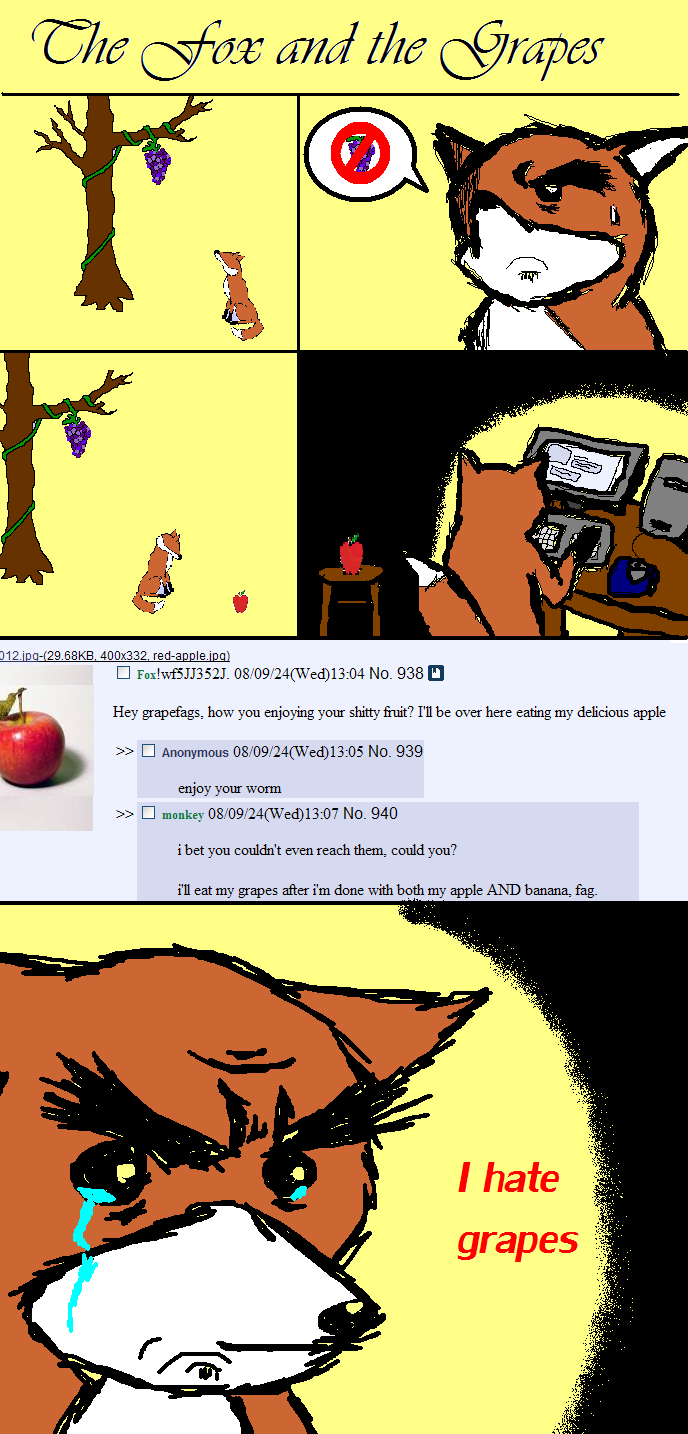 The Fox and the Grapes
012.jpg-(29.68KB, 400x332, red-apple.jpg)
Fox!wf5JJ352J. 08/09/24(Wed)13:04 No. 938
Hey grapefags, how you enjoying your shitty fruit? I'll be over here eating my delicious apple
>> Anonymous 08/09/24(Wed)13:05 No. 939
enjoy your worm
>> monkey 08/09/24(Wed)13:07 No. 940
i bet you couldn't even reach them, could you?
i'll eat my grapes after i'm done with both my apple AND banana, fag.
I hate
grapes